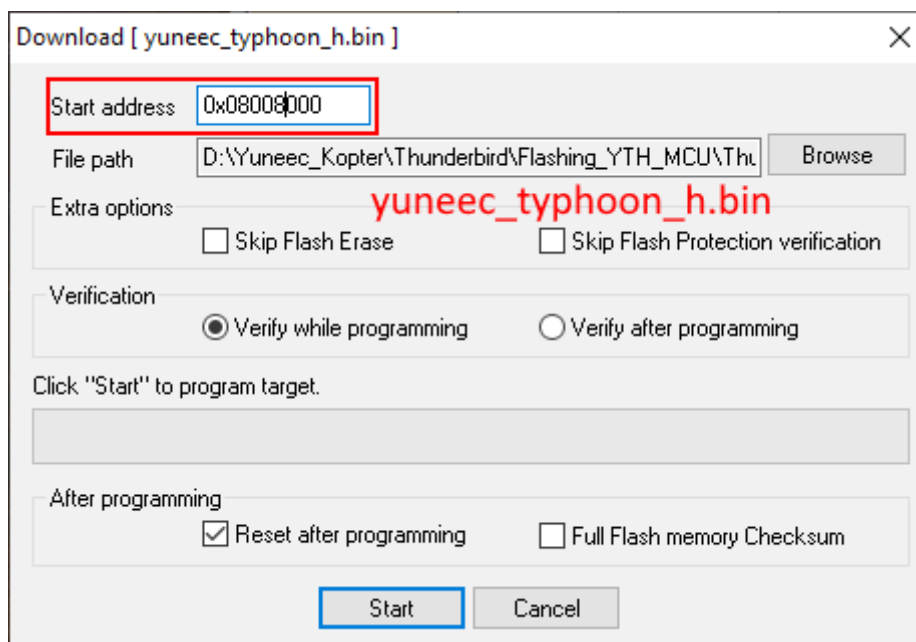 Download [ yuneec_typhoon_h.bin ]
Start address 0x08008000
File path D:\Yuneec_Kopter\Thunderbird\Flashing_YTH_MCU\Thu Browse
yuneec_typhoon_h.bin
Extra options
Skip Flash Erase Skip Flash Protection verification
Verification
Verify while programming Verify after programming
Click "Start" to program target.
After programming
Reset after programming Full Flash memory Checksum
Start Cancel